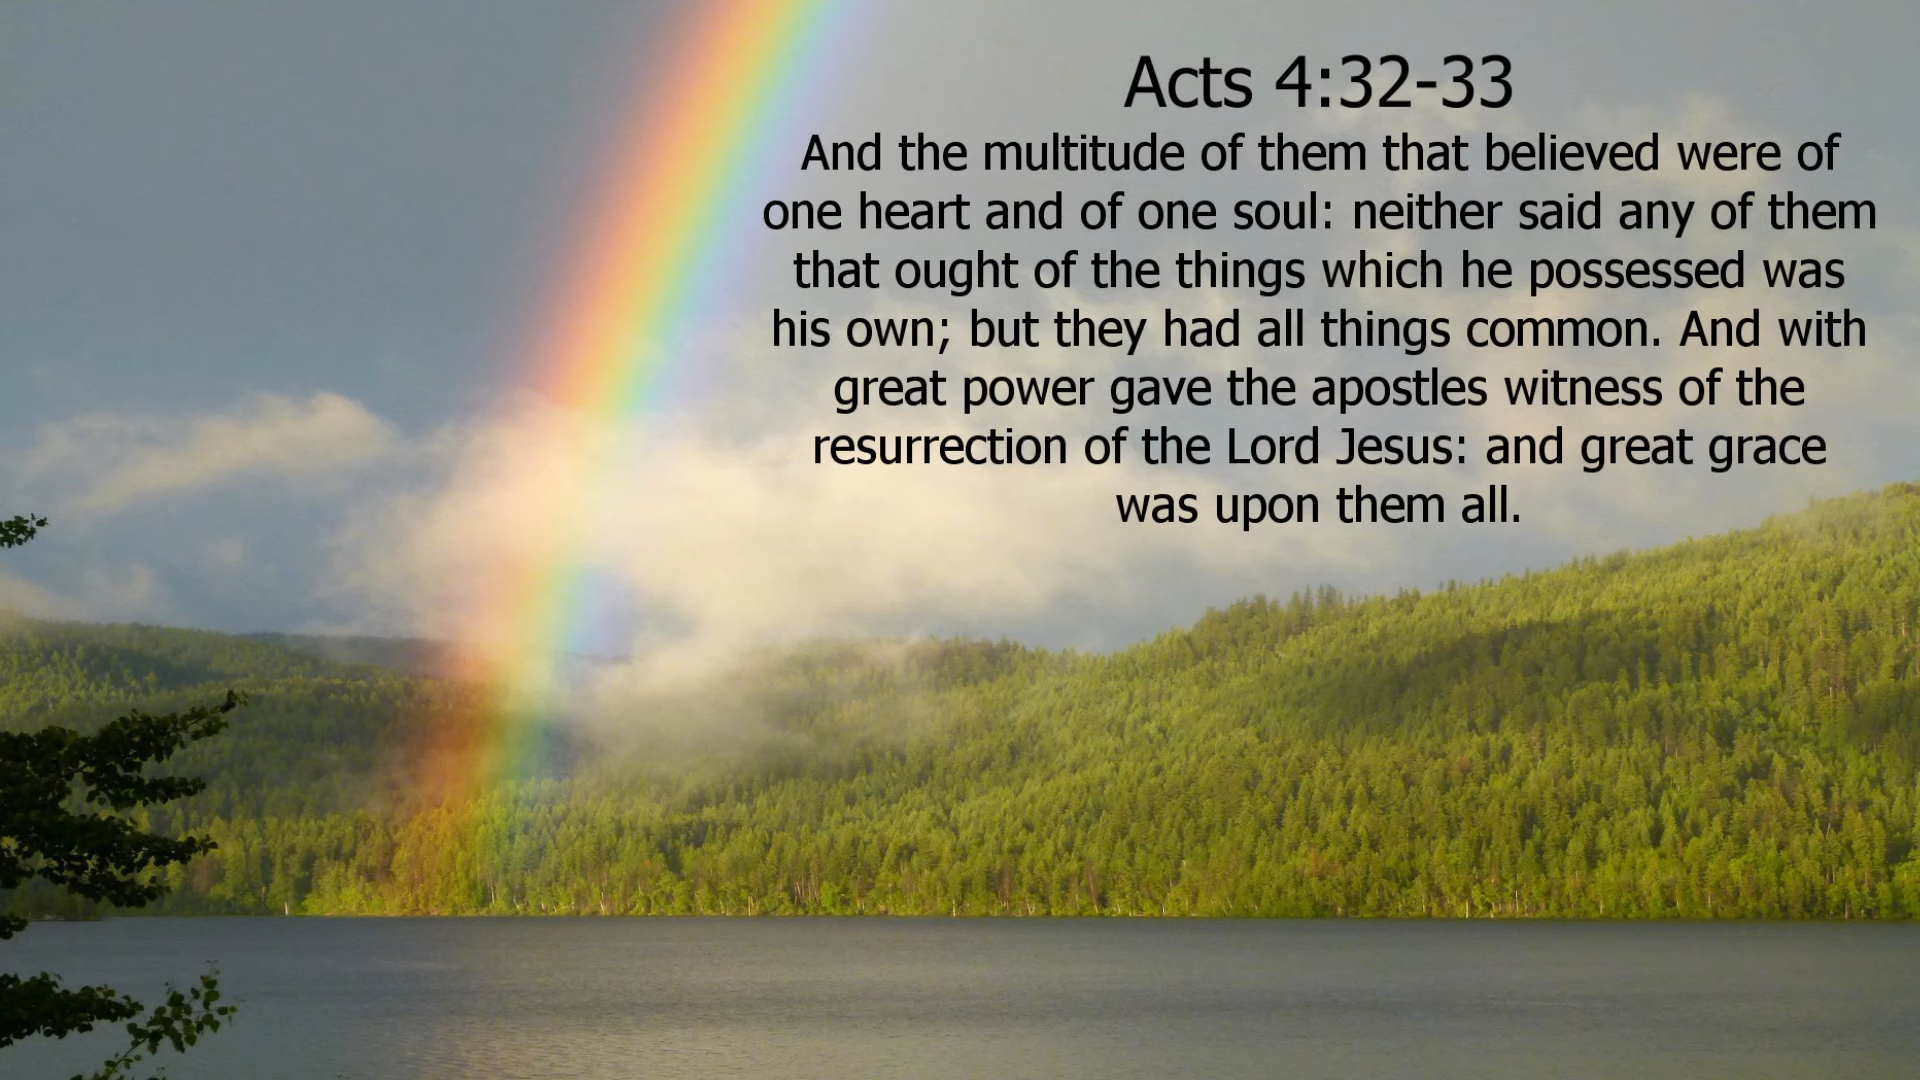 Acts 4:32-33
And the multitude of them that believed were of
one heart and of one soul: neither said any of them
that ought of the things which he possessed was
his own; but they had all things common. And with
great power gave the apostles witness of the
resurrection of the Lord Jesus: and great grace
was upon them all.